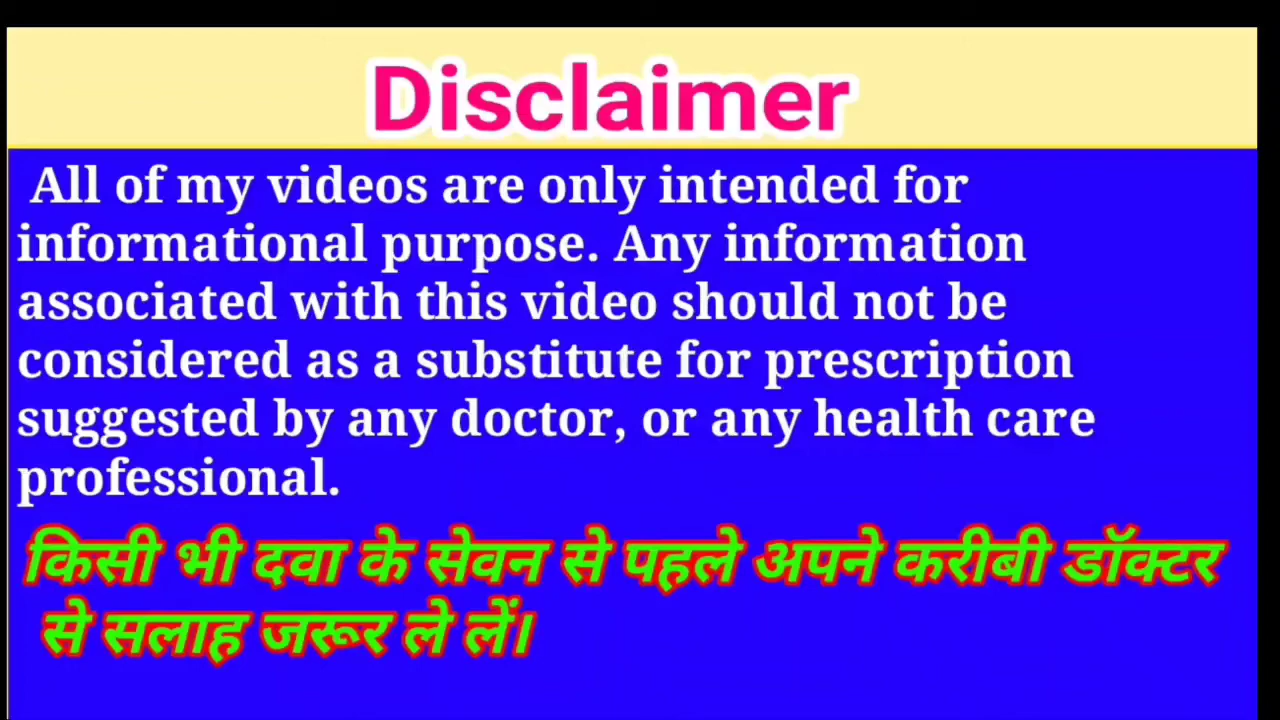 Disclaimer
All of my videos are only intended for
informational purpose. Any information
associated with this video should not be
considered as a substitute for prescription
suggested by any doctor, or any health care
professional.
किसी भी दवा के सेवन से पहले अपने करीबी डॉक्टर
से सलाह जरूर ले लें।